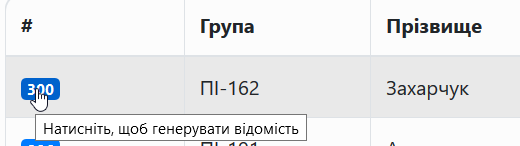 # Група Прізвище
300 ПІ-162 Захарчук
Натисніть, щоб генерувати відомість